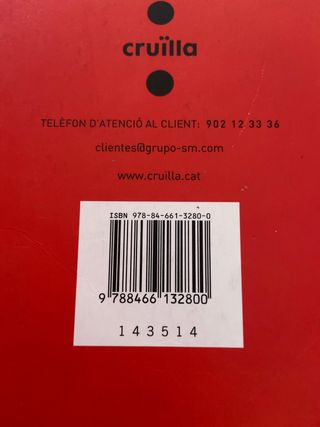 cruïlla
TELÈFON D'ATENCIÓ AL CLIENT: 902 12 33 36
clientes@grupo-sm.com
www.cruilla.cat
ISBN 978-84-661-3280-0
9 788466 132800
143514